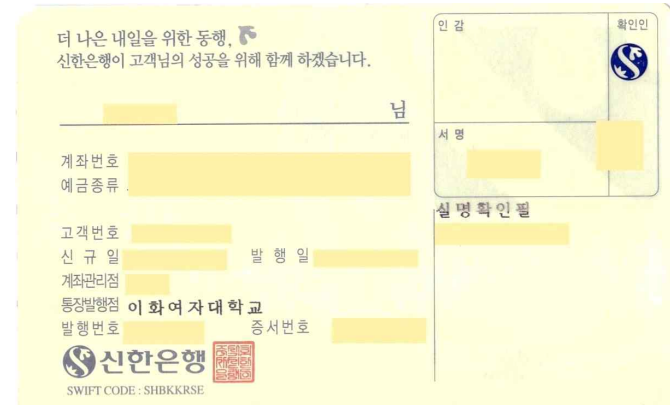 더 나은 내일을 위한 동행,
신한은행이 고객님의 성공을 위해 함께 하겠습니다.
님
계좌번호
예금종류
고객번호
신 규 일 발 행 일
계좌관리점
통장발행점 이화여자대학교
발행번호 증서번호
신한은행
SWIFT CODE : SHBKKRSE
인 감 확인인
서 명
실명확인필